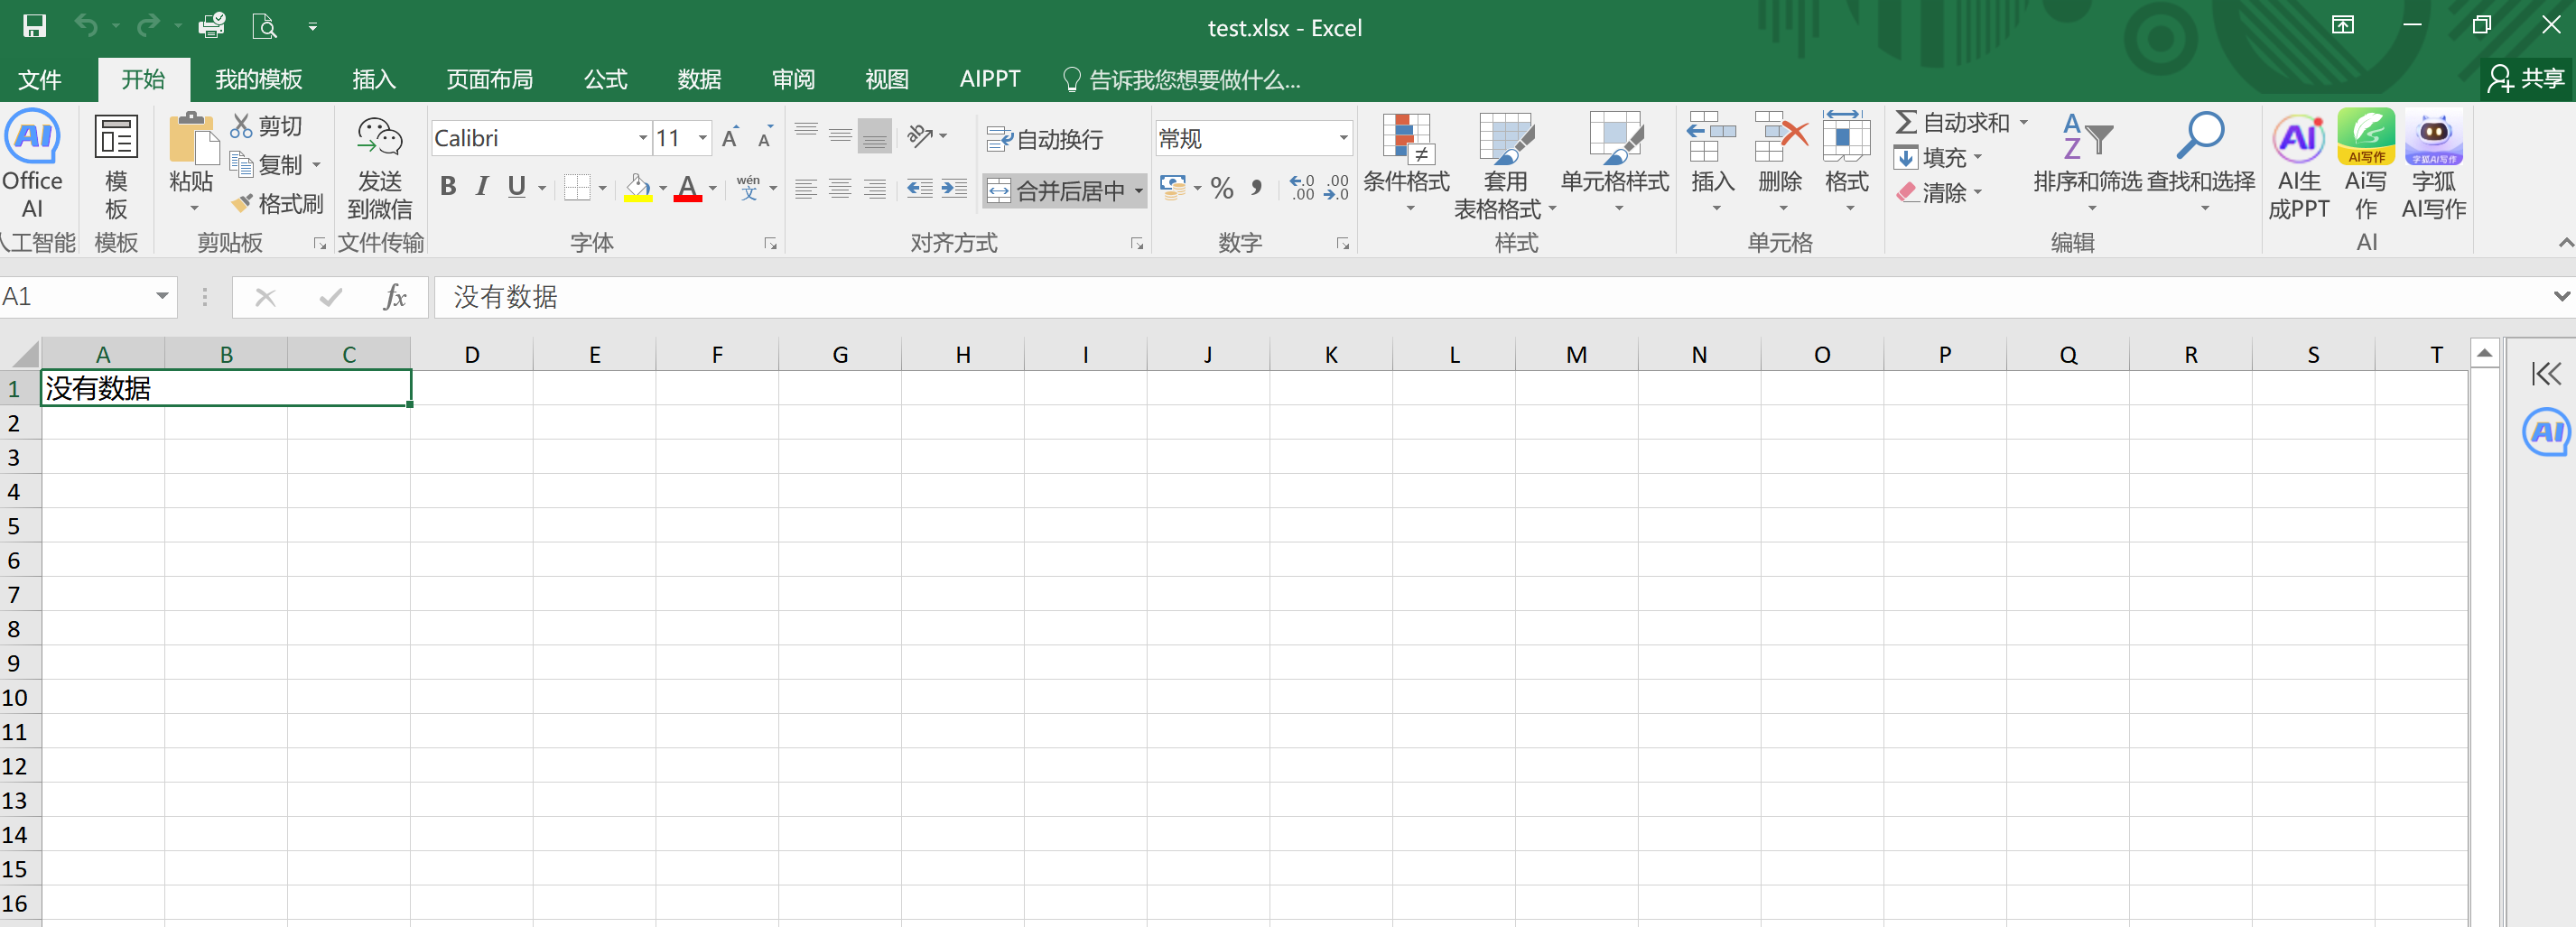 test.xlsx - Excel
文件 开始 我的模板 插入 页面布局 公式 数据 审阅 视图 AIPPT 告诉我您想要做什么... 共享
AI
Office
AI
人工智能
模
板
模板
粘贴
剪切
复制
格式刷
剪贴板
发送
到微信
文件传输
Calibri 11 A A
B I U A wén 文
字体
自动换行
合并后居中
对齐方式
常规
% , .0 .00 .00 .0
数字
条件格式
套用
表格格式
单元格样式
样式
插入 删除 格式
单元格
自动求和
填充
清除
A
Z
排序和筛选
查找和选择
编辑
AI
AI生
成PPT
AI写作
Ai写
作
字狐AI写作
字狐
AI写作
AI
A1 fx 没有数据
A B C D E F G H I J K L M N O P Q R S T
1 没有数据
2
3
AI
4
5
6
7
8
9
10
11
12
13
14
15
16